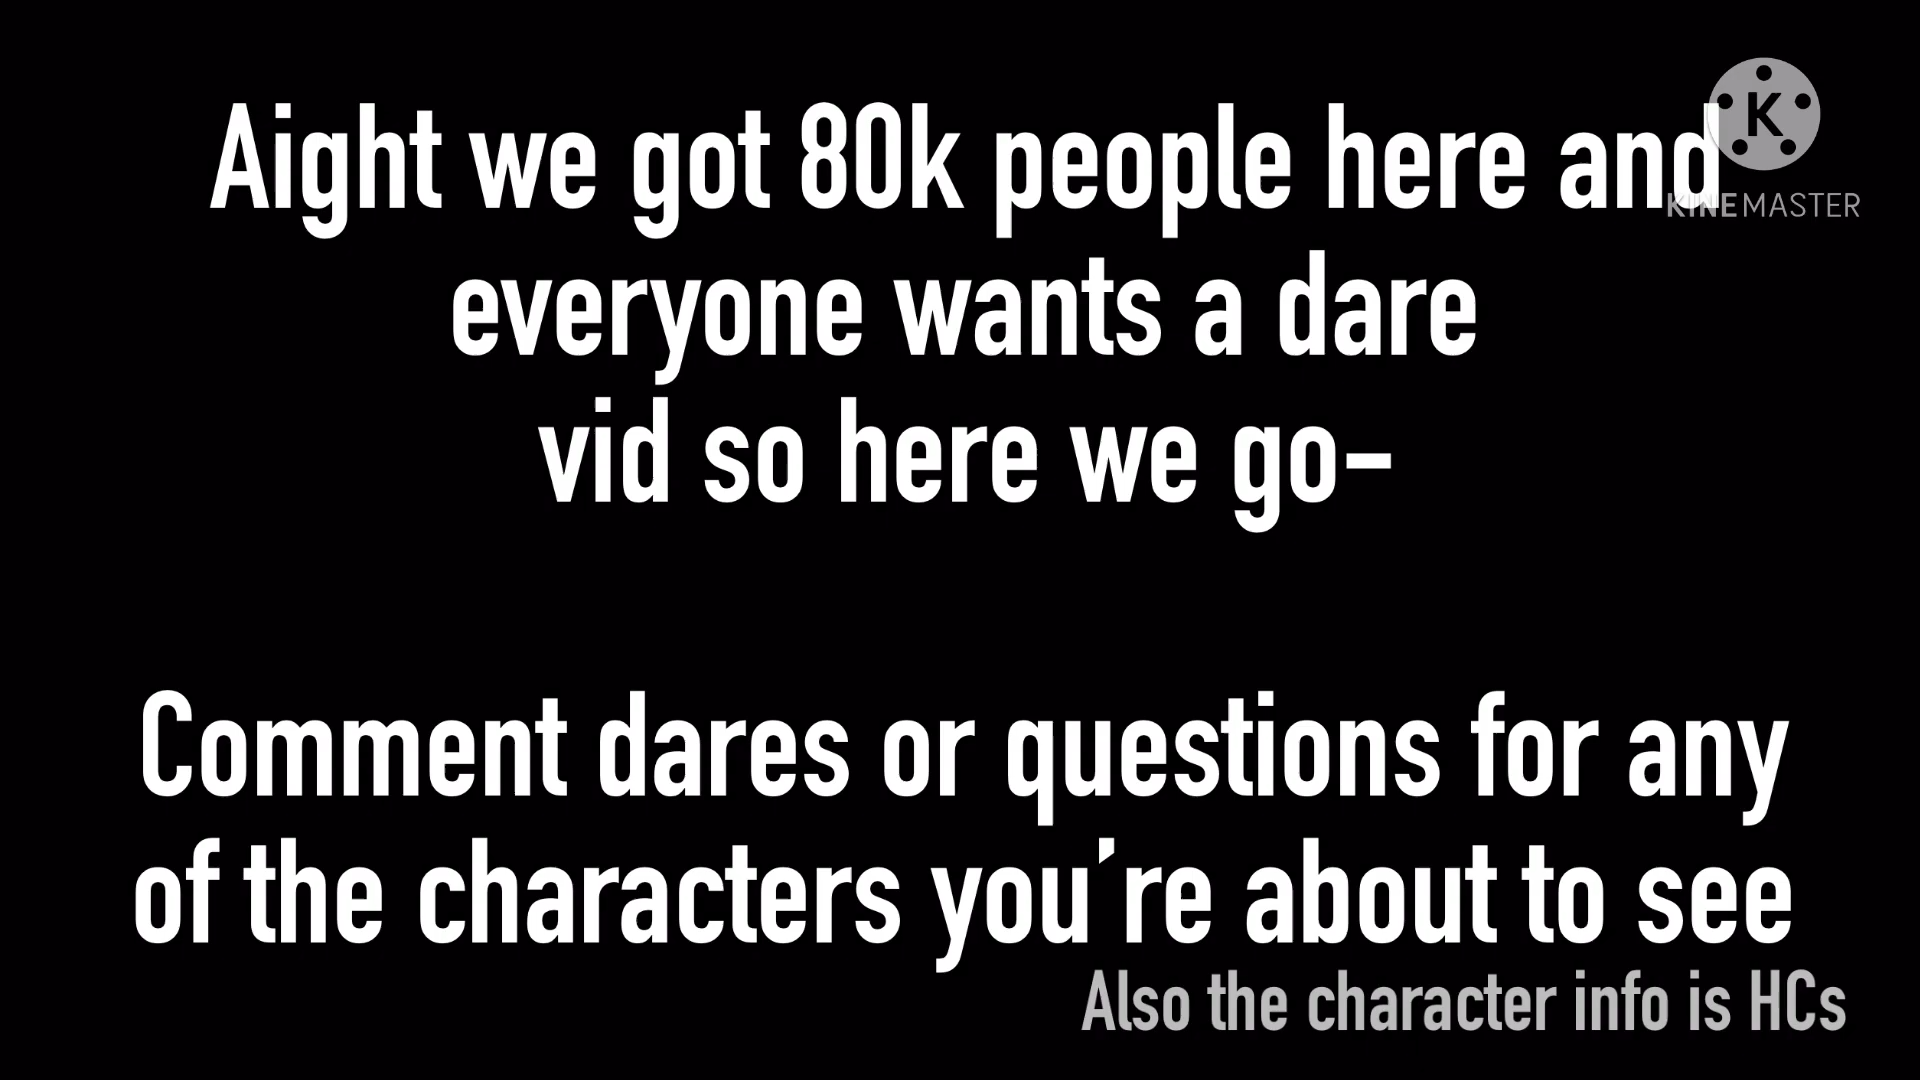 Aight we got 80k people here and
everyone wants a dare
vid so here we go-
Comment dares or questions for any
of the characters you're about to see
Also the character info is HCs
K
KINEMASTER